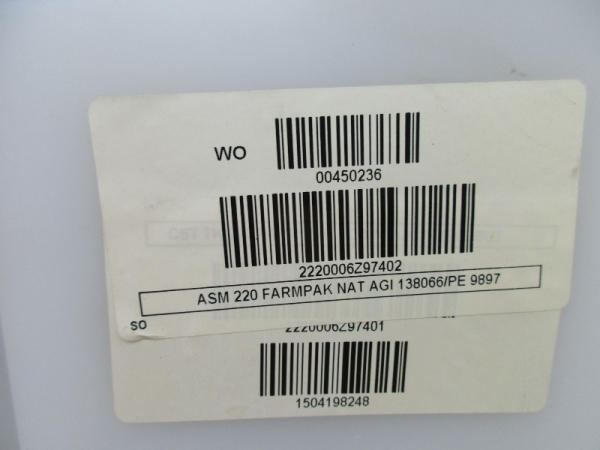 WO
00450236
2220006Z97402
ASM 220 FARMPAK NAT AGI 138066/PE 9897
SO
2220006Z97401
1504198248